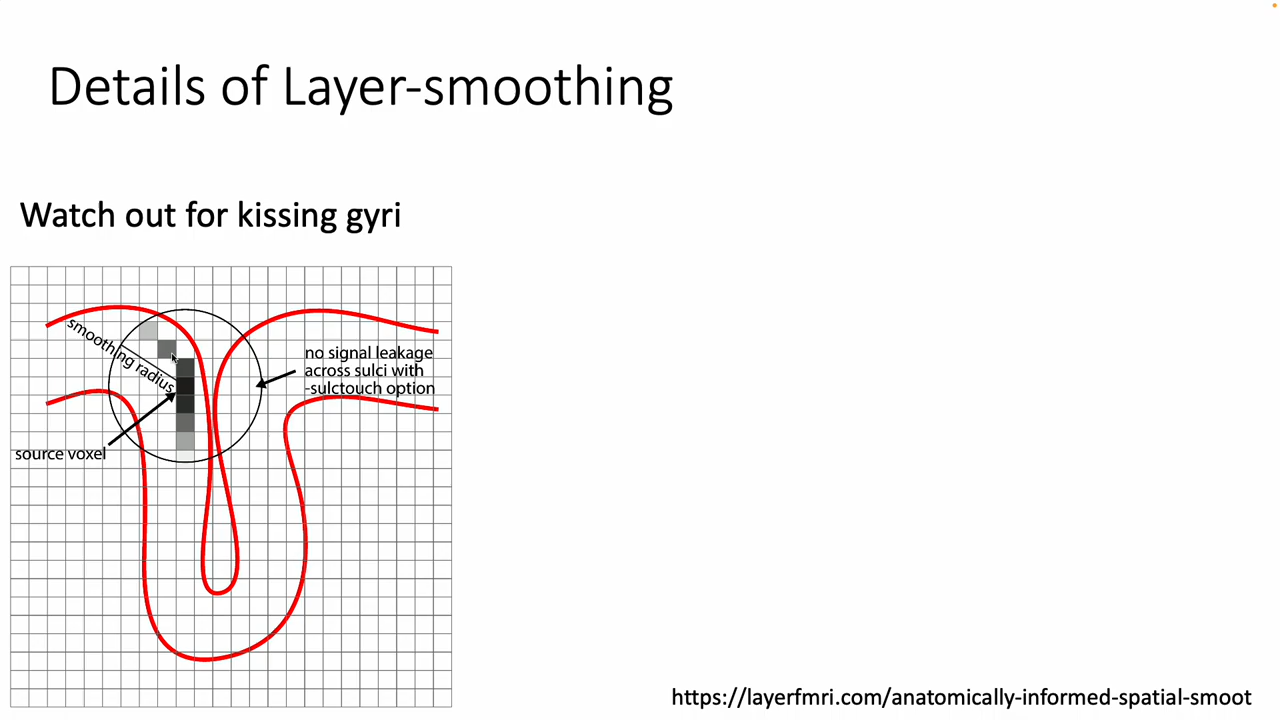 Details of Layer-smoothing
Watch out for kissing gyri
smoothing radius
no signal leakage
across sulci with
-sulctouch option
source voxel
https://layerfmri.com/anatomically-informed-spatial-smoot